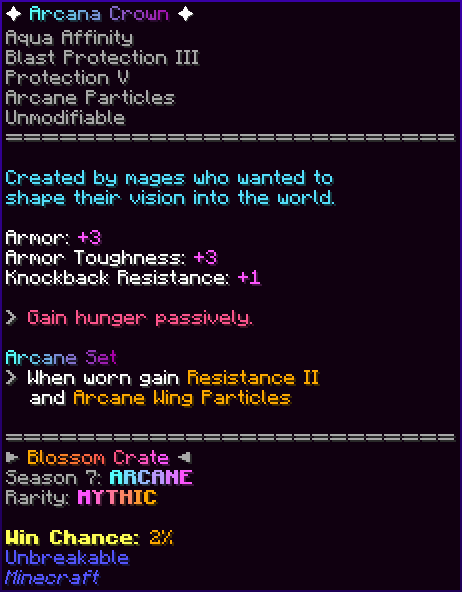 ✦ Arcana Crown ✦
Aqua Affinity
Blast Protection III
Protection V
Arcane Particles
Unmodifiable
====================================
Created by mages who wanted to
shape their vision into the world.
Armor: +3
Armor Toughness: +3
Knockback Resistance: +1
> Gain hunger passively.
Arcane Set
> When worn gain Resistance II
and Arcane Wing Particles
====================================
► Blossom Crate ◄
Season 7: ARCANE
Rarity: MYTHIC
Win Chance: 2%
Unbreakable
Minecraft